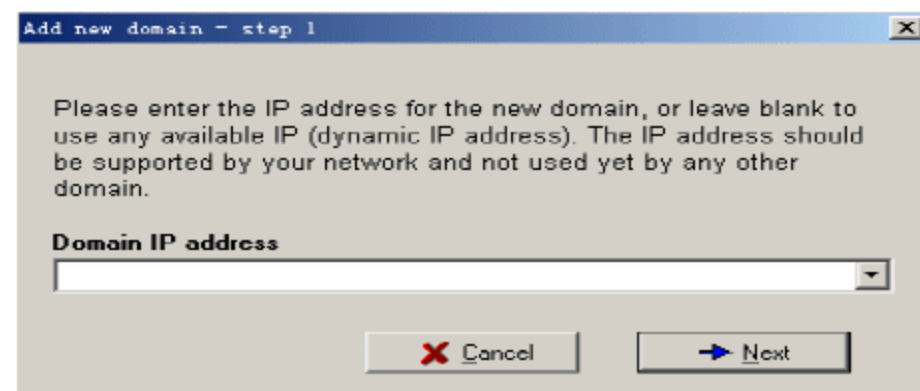 Add new domain - step 1
Please enter the IP address for the new domain, or leave blank to
use any available IP (dynamic IP address). The IP address should
be supported by your network and not used yet by any other
domain.
Domain IP address
Cancel
Next